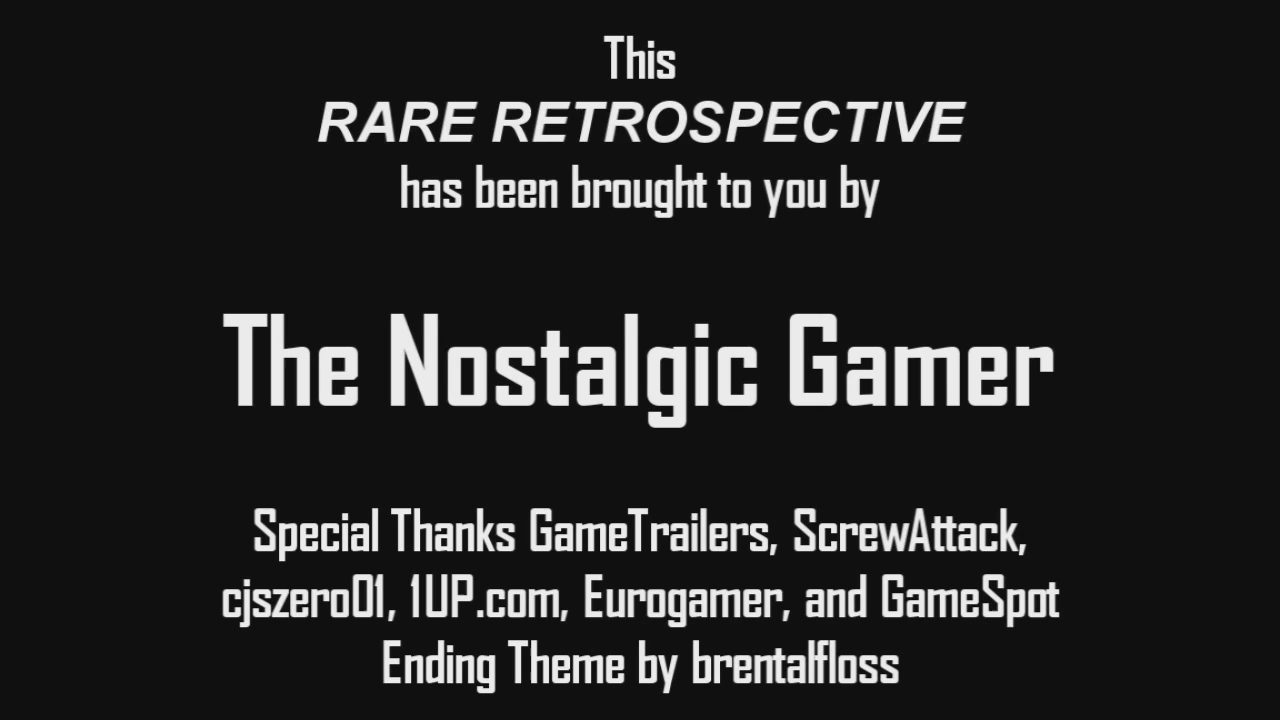 This
RARE RETROSPECTIVE
has been brought to you by
The Nostalgic Gamer
Special Thanks GameTrailers, ScrewAttack,
cjszero01, 1UP.com, Eurogamer, and GameSpot
Ending Theme by brentalfloss